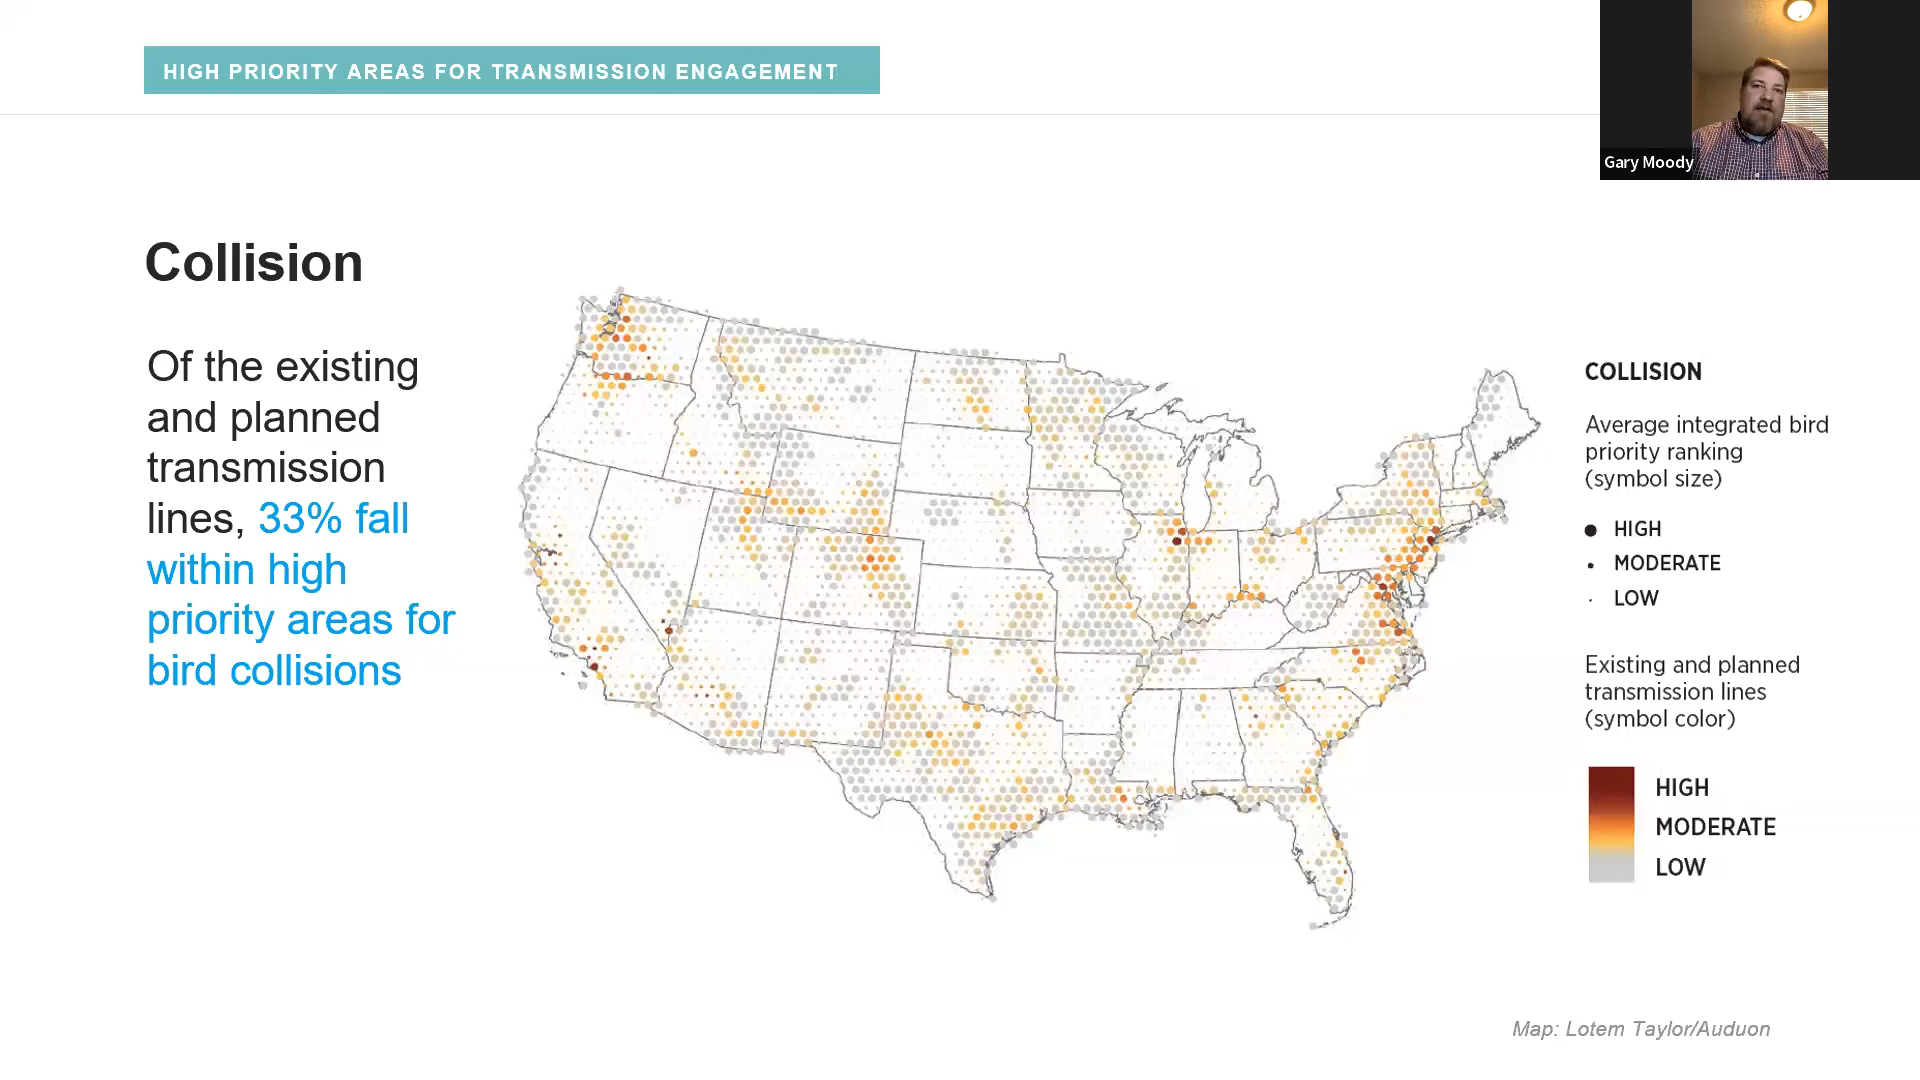 HIGH PRIORITY AREAS FOR TRANSMISSION ENGAGEMENT
Gary Moody
Collision
Of the existing
and planned
transmission
lines, 33% fall
within high
priority areas for
bird collisions
COLLISION
Average integrated bird
priority ranking
(symbol size)
HIGH
MODERATE
LOW
Existing and planned
transmission lines
(symbol color)
HIGH
MODERATE
LOW
Map: Lotem Taylor/Auduon